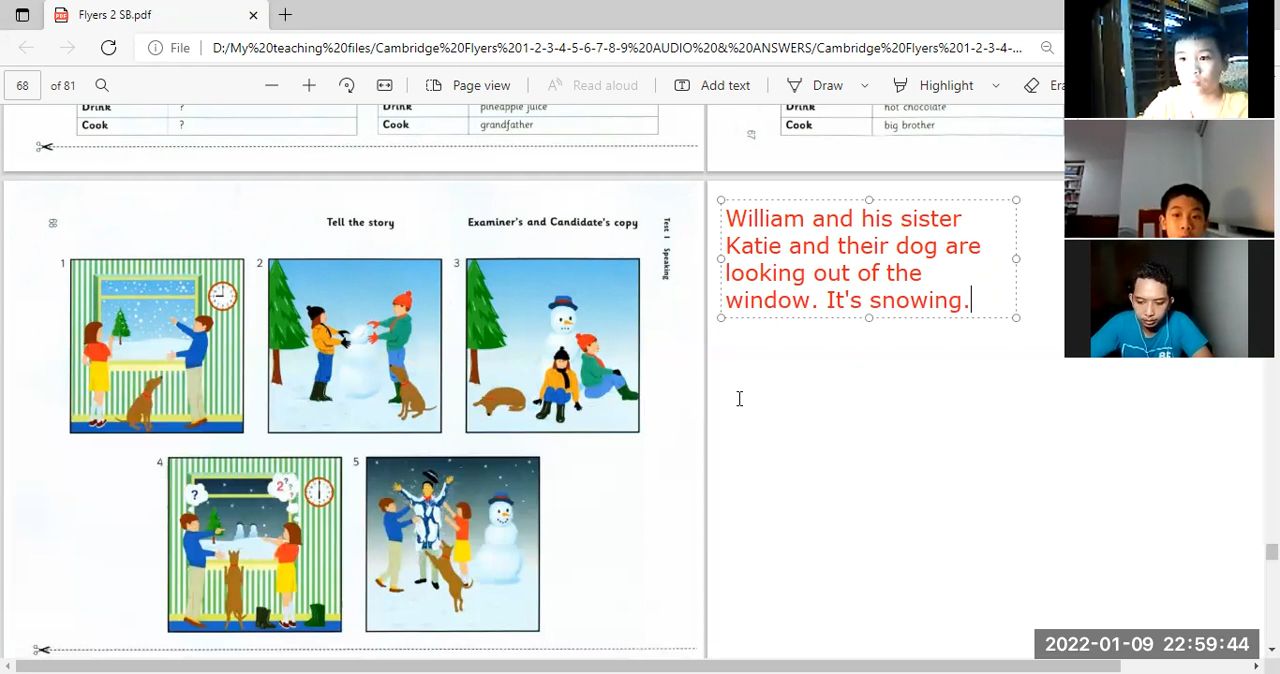 Flyers 2 SB.pdf
File
D:/My%20teaching%20files/Cambridge%20Flyers%201-2-3-4-5-6-7-8-9%20AUDIO%20&%20ANSWERS/Cambridge%20Flyers%201-2-3-4-...
68 of 81
Page view
Read aloud
Add text
Draw
Highlight
Era
Drink ?
Cook ?
Drink pineapple juice
Cook grandfather
Drink hot chocolate
Cook big brother
67
68
Tell the story
Examiner's and Candidate's copy
Test 1 Speaking
1
2
3
4
5
?
2?
William and his sister
Katie and their dog are
looking out of the
window. It's snowing.
2022-01-09 22:59:44